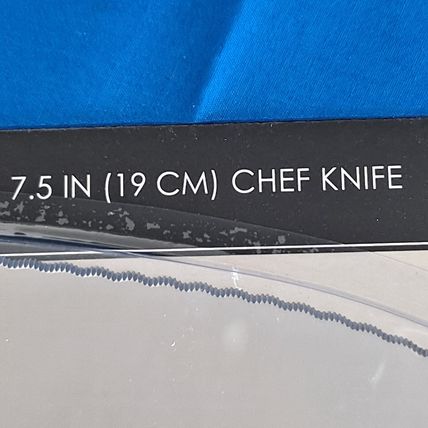 7.5 IN (19 CM) CHEF KNIFE